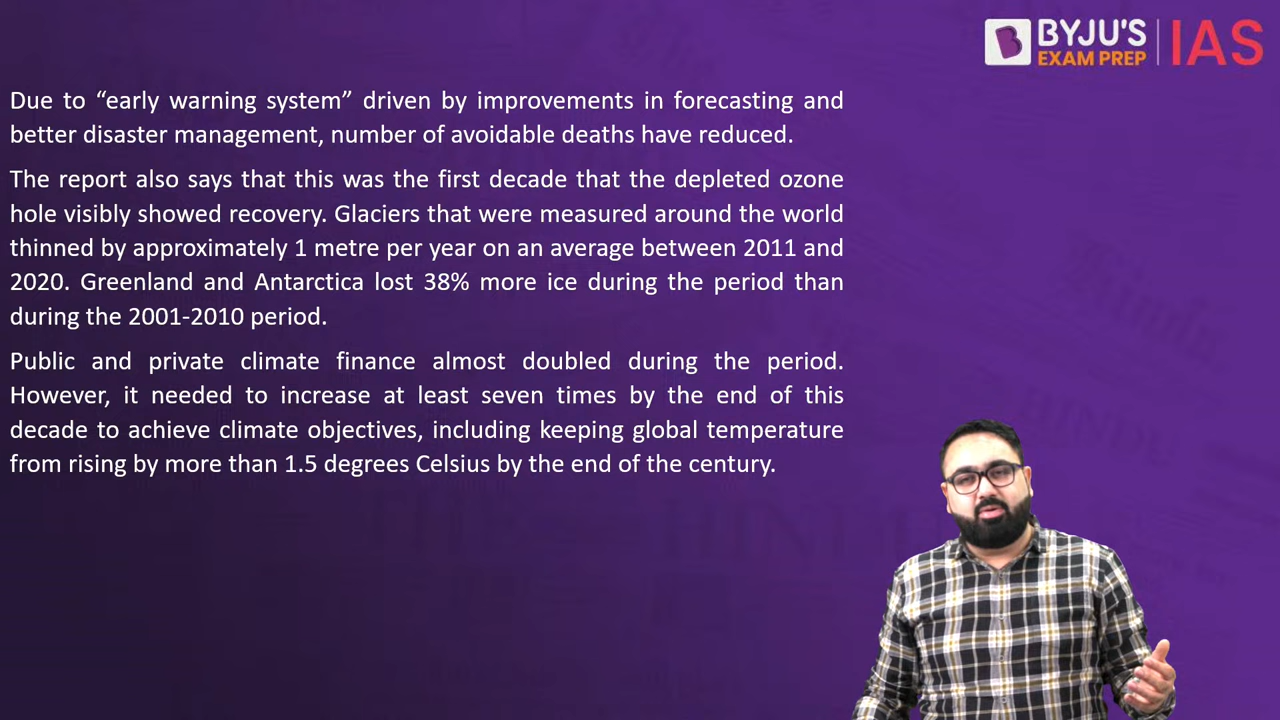 BYJU'S
EXAM PREP
IAS
Due to “early warning system” driven by improvements in forecasting and
better disaster management, number of avoidable deaths have reduced.
The report also says that this was the first decade that the depleted ozone
hole visibly showed recovery. Glaciers that were measured around the world
thinned by approximately 1 metre per year on an average between 2011 and
2020. Greenland and Antarctica lost 38% more ice during the period than
during the 2001-2010 period.
Public and private climate finance almost doubled during the period.
However, it needed to increase at least seven times by the end of this
decade to achieve climate objectives, including keeping global temperature
from rising by more than 1.5 degrees Celsius by the end of the century.